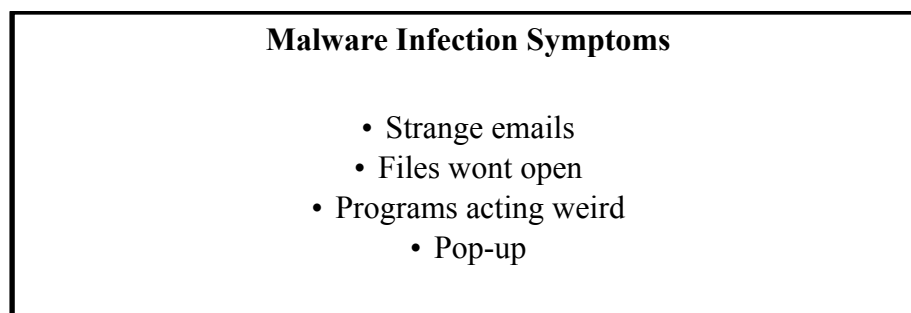 Malware Infection Symptoms
• Strange emails
• Files wont open
• Programs acting weird
• Pop-up